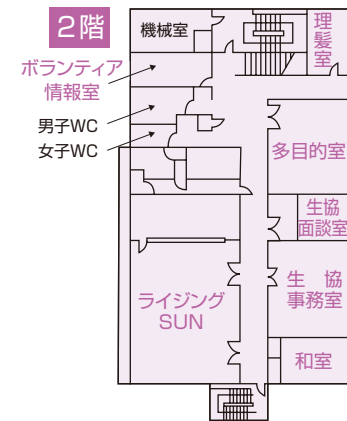 2階
機械室
理髪室
ボランティア
情報室
男子WC
女子WC
多目的室
生協
面談室
生 協
事務室
ライジング
SUN
和室